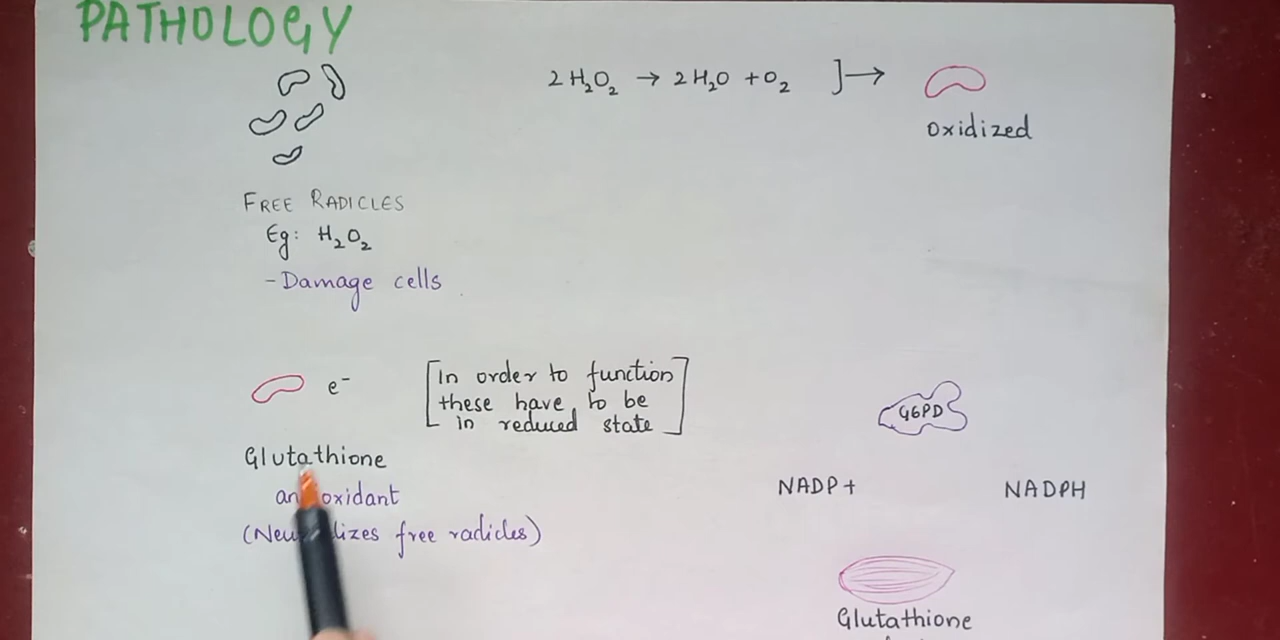 PATHOLOGY
2H₂O₂ → 2H₂O + O₂ ] →
Oxidized
FREE RADICLES
Eg: H₂O₂
- Damage cells
e⁻
[In order to function
these have to be
in reduced state]
G6PD
Glutathione
NADP+
NADPH
oxidant
free radicles)
Glutathione